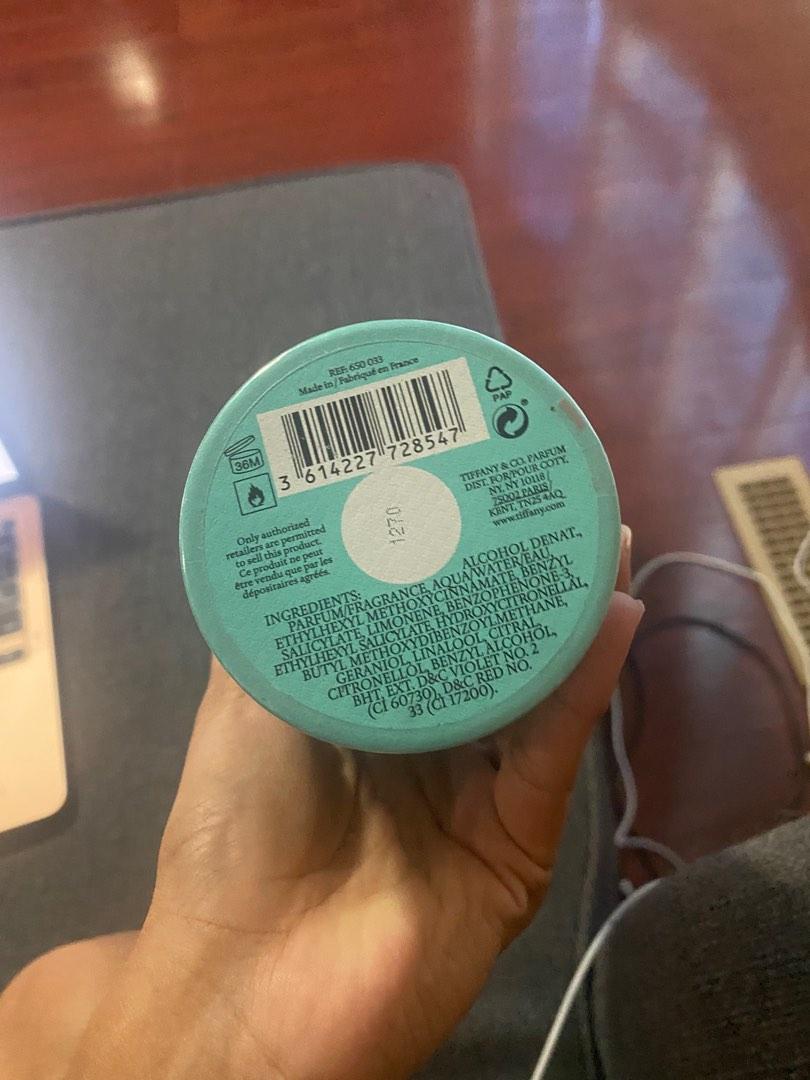 REF: 650 033
Made in / Fabriqué en France
3 614227 728547
PAP
36M
TIFFANY & CO. PARFUM
DIST. FOR/POUR COTY,
NY, NY 10118 /
75002 PARIS /
KENT, TN25 4AQ
www.tiffany.com
1270
Only authorized
retailers are permitted
to sell this product.
Ce produit ne peut
être vendu que par les
dépositaires agréés.
INGREDIENTS: ALCOHOL DENAT.,
PARFUM/FRAGRANCE, AQUA/WATER/EAU,
ETHYLHEXYL METHOXYCINNAMATE, BENZYL
SALICYLATE, LIMONENE, BENZOPHENONE-3,
ETHYLHEXYL SALICYLATE, HYDROXYCITRONELLAL,
BUTYL METHOXYDIBENZOYLMETHANE,
GERANIOL, LINALOOL, CITRAL,
CITRONELLOL, BENZYL ALCOHOL,
BHT, EXT. D&C VIOLET NO. 2
(CI 60730), D&C RED NO.
33 (CI 17200).